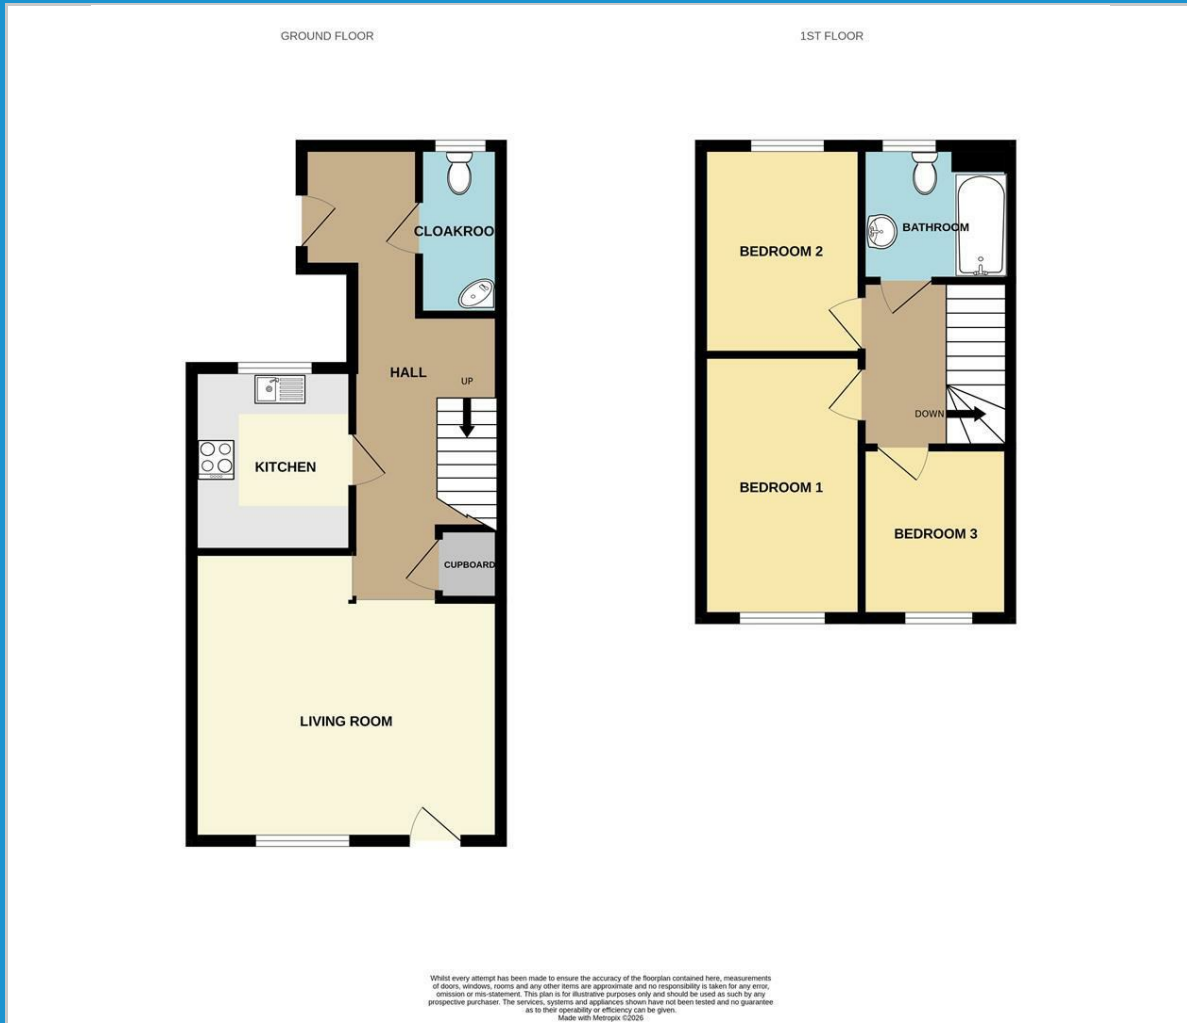 GROUND FLOOR
1ST FLOOR
CLOAKROO
HALL
UP
KITCHEN
CUPBOARD
LIVING ROOM
BEDROOM 2
BATHROOM
DOWN
BEDROOM 1
BEDROOM 3
Whilst every attempt has been made to ensure the accuracy of the floorplan contained here, measurements
of doors, windows, rooms and any other items are approximate and no responsibility is taken for any error,
omission or mis-statement. This plan is for illustrative purposes only and should be used as such by any
prospective purchaser. The services, systems and appliances shown have not been tested and no guarantee
as to their operability or efficiency can be given.
Made with Metropix ©2026